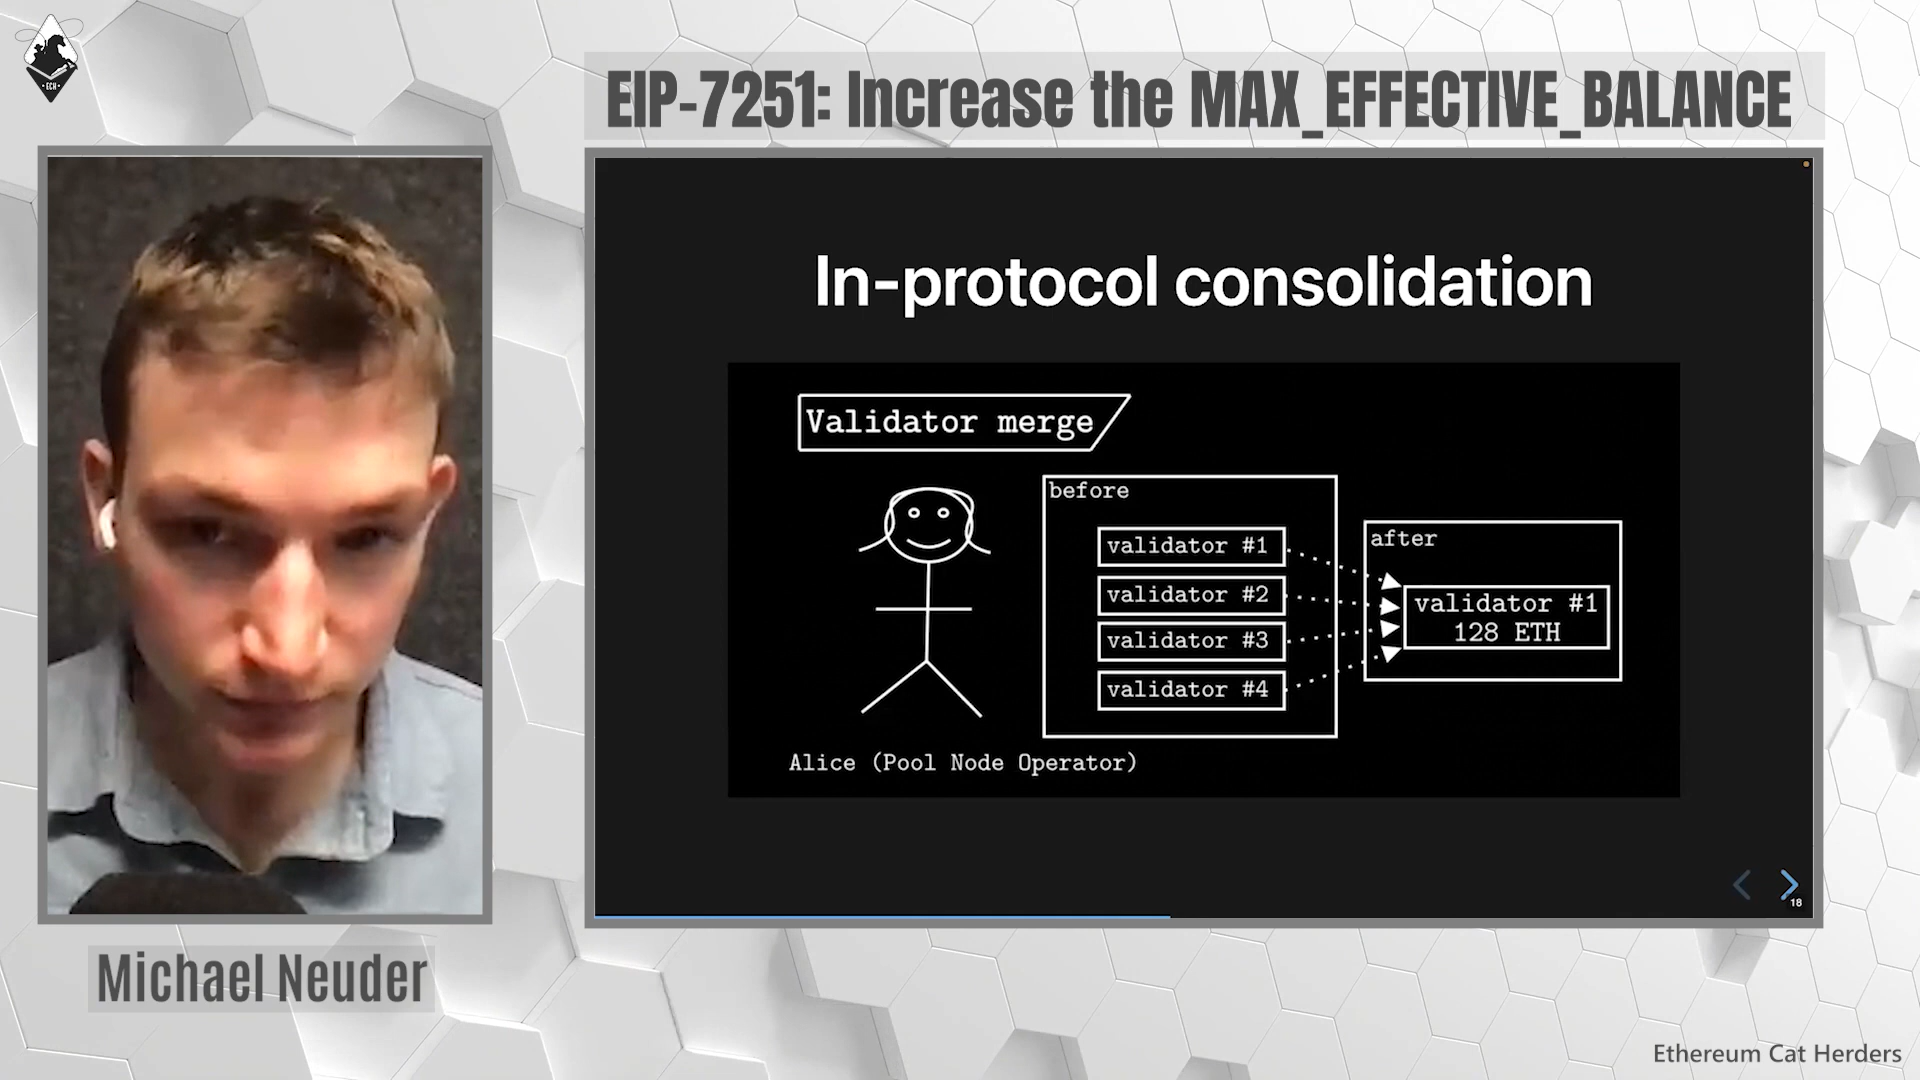 ECH
EIP-7251: Increase the MAX_EFFECTIVE_BALANCE
In-protocol consolidation
Validator merge
before
validator #1
validator #2
validator #3
validator #4
after
validator #1
128 ETH
Alice (Pool Node Operator)
18
Michael Neuder
Ethereum Cat Herders